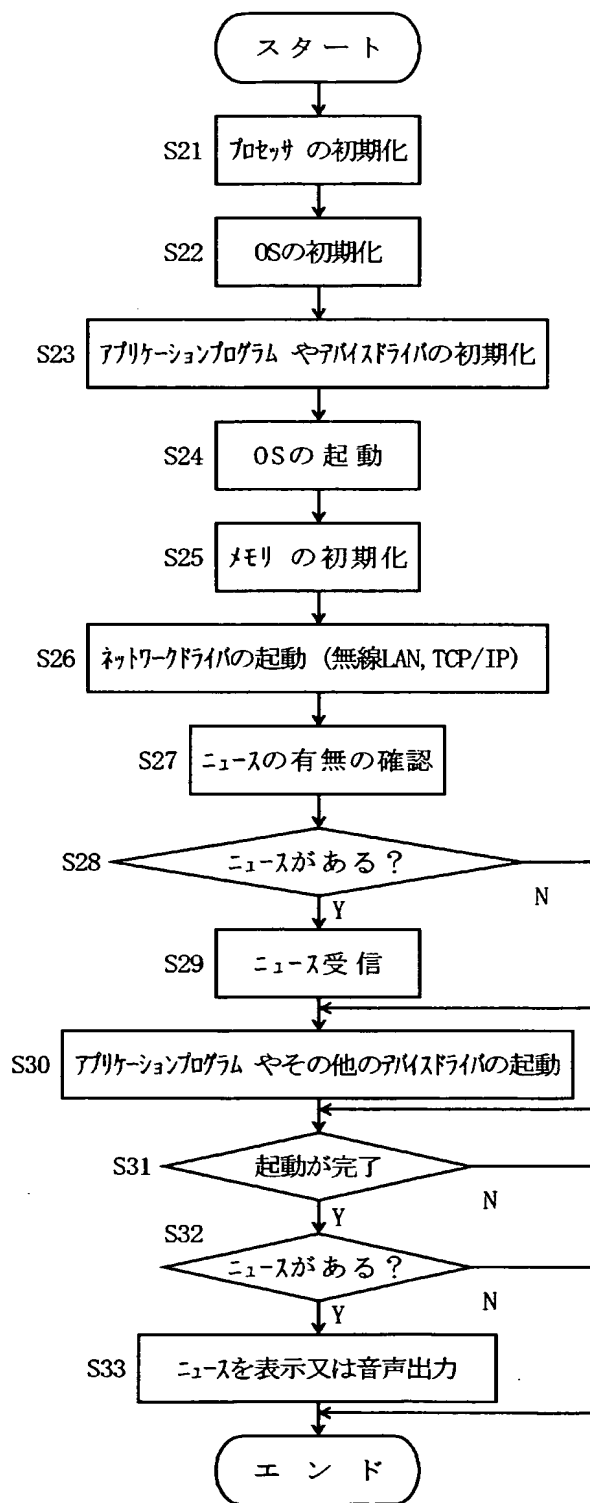 スタート
S21 プロセッサ の初期化
S22 OSの初期化
S23 アプリケーションプログラム やデバイスドライバの初期化
S24 OSの起動
S25 メモリ の初期化
S26 ネットワークドライバの起動 (無線LAN, TCP/IP)
S27 ニュースの有無の確認
S28 ニュースがある?
N
Y
S29 ニュース受信
S30 アプリケーションプログラム やその他のデバイスドライバの起動
S31 起動が完了
N
Y
S32 ニュースがある?
N
Y
S33 ニュースを表示又は音声出力
エンド